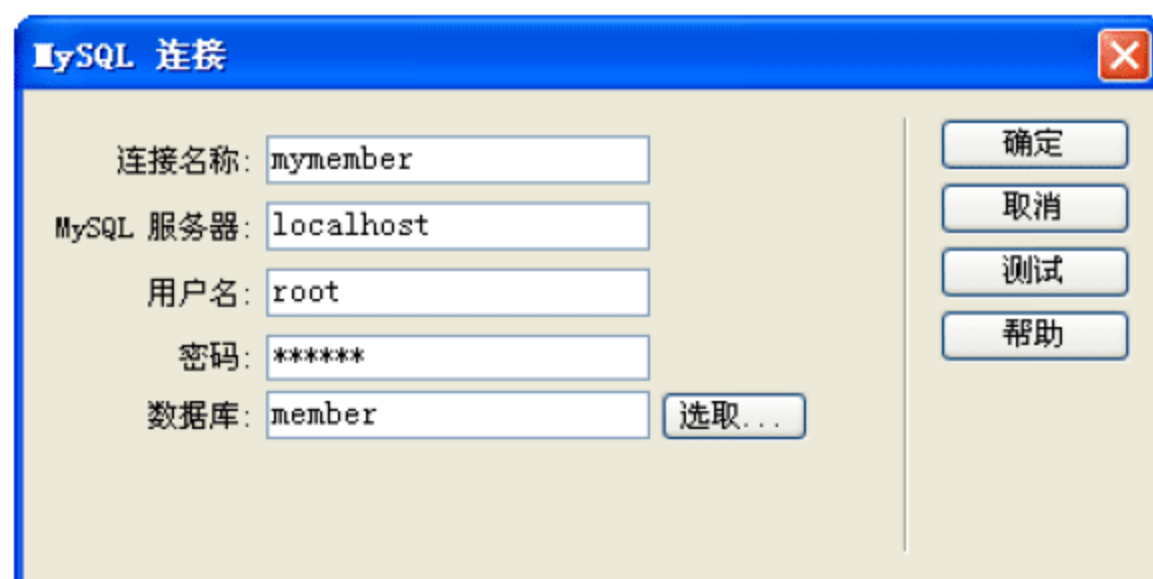 MySQL 连接
连接名称: mymember
MySQL 服务器: localhost
用户名: root
密码: ******
数据库: member 选取...
确定
取消
测试
帮助